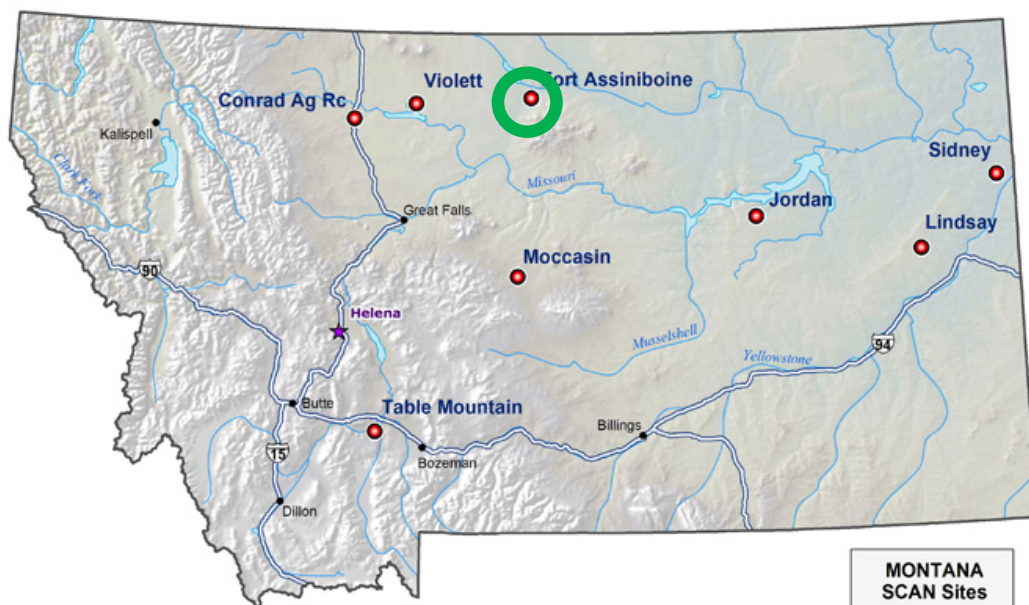 Violett
Fort Assiniboine
Conrad Ag Rc
Kalispell
Sidney
Clark Fork
Missouri
Jordan
Great Falls
Lindsay
Moccasin
90
Helena
Musselshell
94
Yellowstone
Butte
Table Mountain
Billings
15
Bozeman
Dillon
MONTANA
SCAN Sites